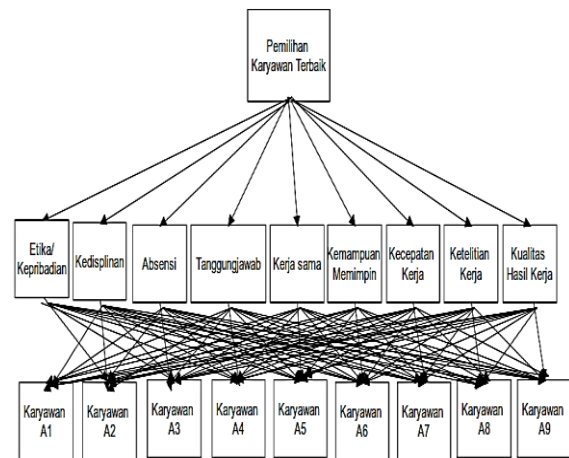 Pemilihan
Karyawan Terbaik
Etika/
Kepribadian
Kedisplinan
Absensi
Tanggungjawab
Kerja sama
Kemampuan
Memimpin
Kecepatan
Kerja
Ketelitian
Kerja
Kualitas
Hasil Kerja
Karyawan
A1
Karyawan
A2
Karyawan
A3
Karyawan
A4
Karyawan
A5
Karyawan
A6
Karyawan
A7
Karyawan
A8
Karyawan
A9